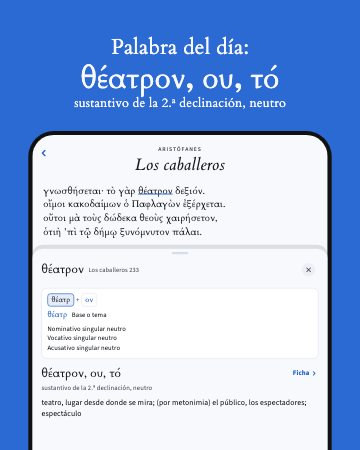 Palabra del día:
θέατρον, ου, τό
sustantivo de la 2.ª declinación, neutro
ARISTÓFANES
Los caballeros
γνωσθήσεται· τὸ γὰρ θέατρον δεξιόν.
οἴμοι κακοδαίμων ὁ Παφλαγὼν ἐξέρχεται.
οὔτοι μὰ τοὺς δώδεκα θεοὺς χαιρήσετον,
ὁτιὴ ’πὶ τῷ δήμῳ ξυνόμνυτον πάλαι.
θέατρον Los caballeros 233
θέατρ + ον
θέατρ Base o tema
Nominativo singular neutro
Vocativo singular neutro
Acusativo singular neutro
θέατρον, ου, τό Ficha
sustantivo de la 2.ª declinación, neutro
teatro, lugar desde donde se mira; (por metonimia) el público, los espectadores;
espectáculo